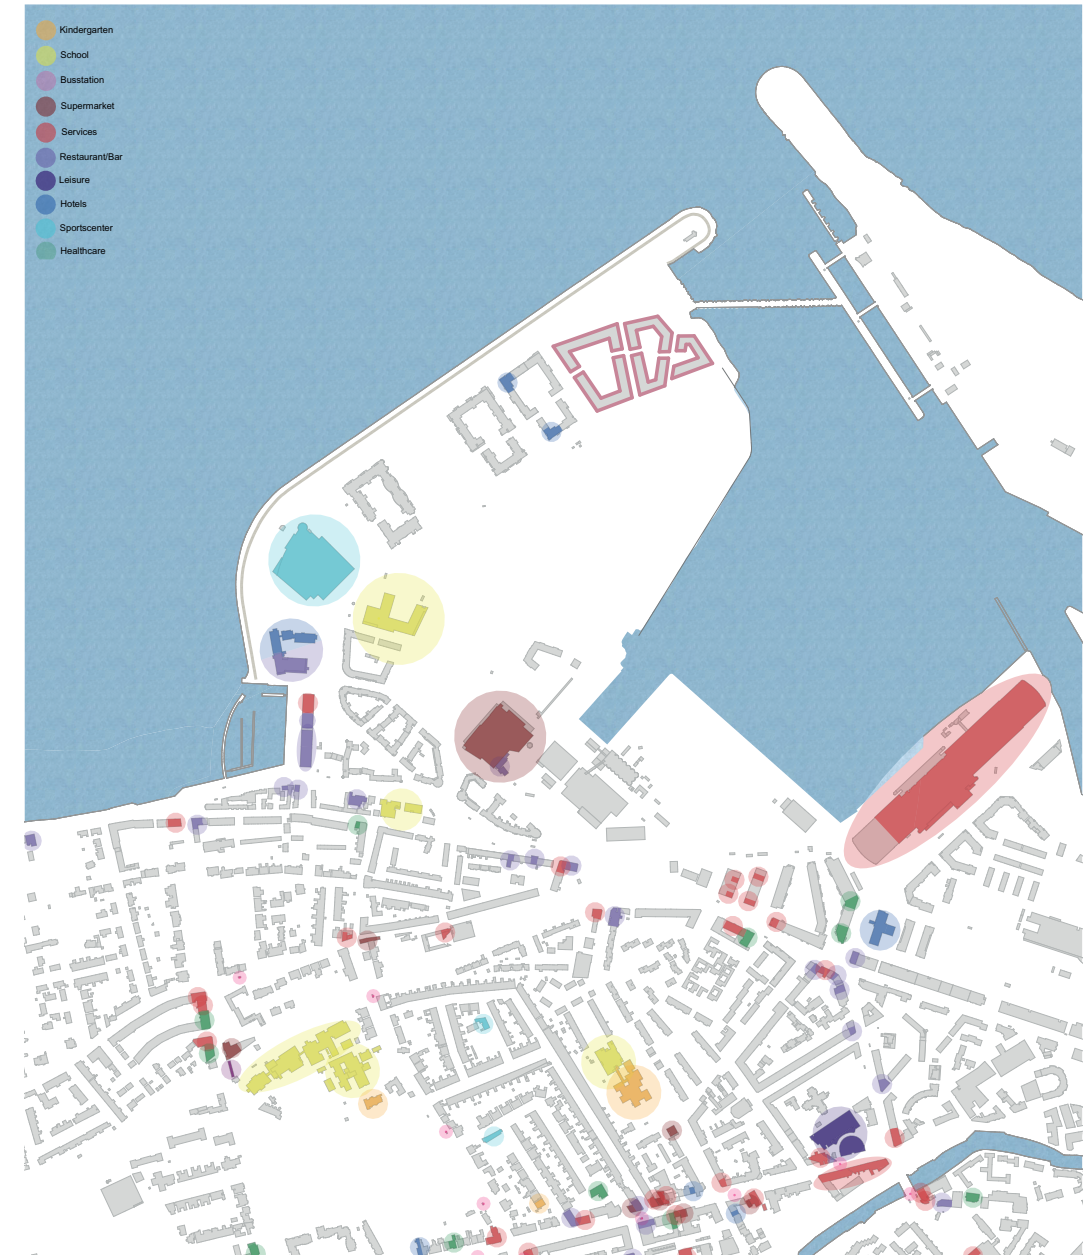 Kindergarten
School
Busstation
Supermarket
Services
Restaurant/Bar
Leisure
Hotels
Sportscenter
Healthcare